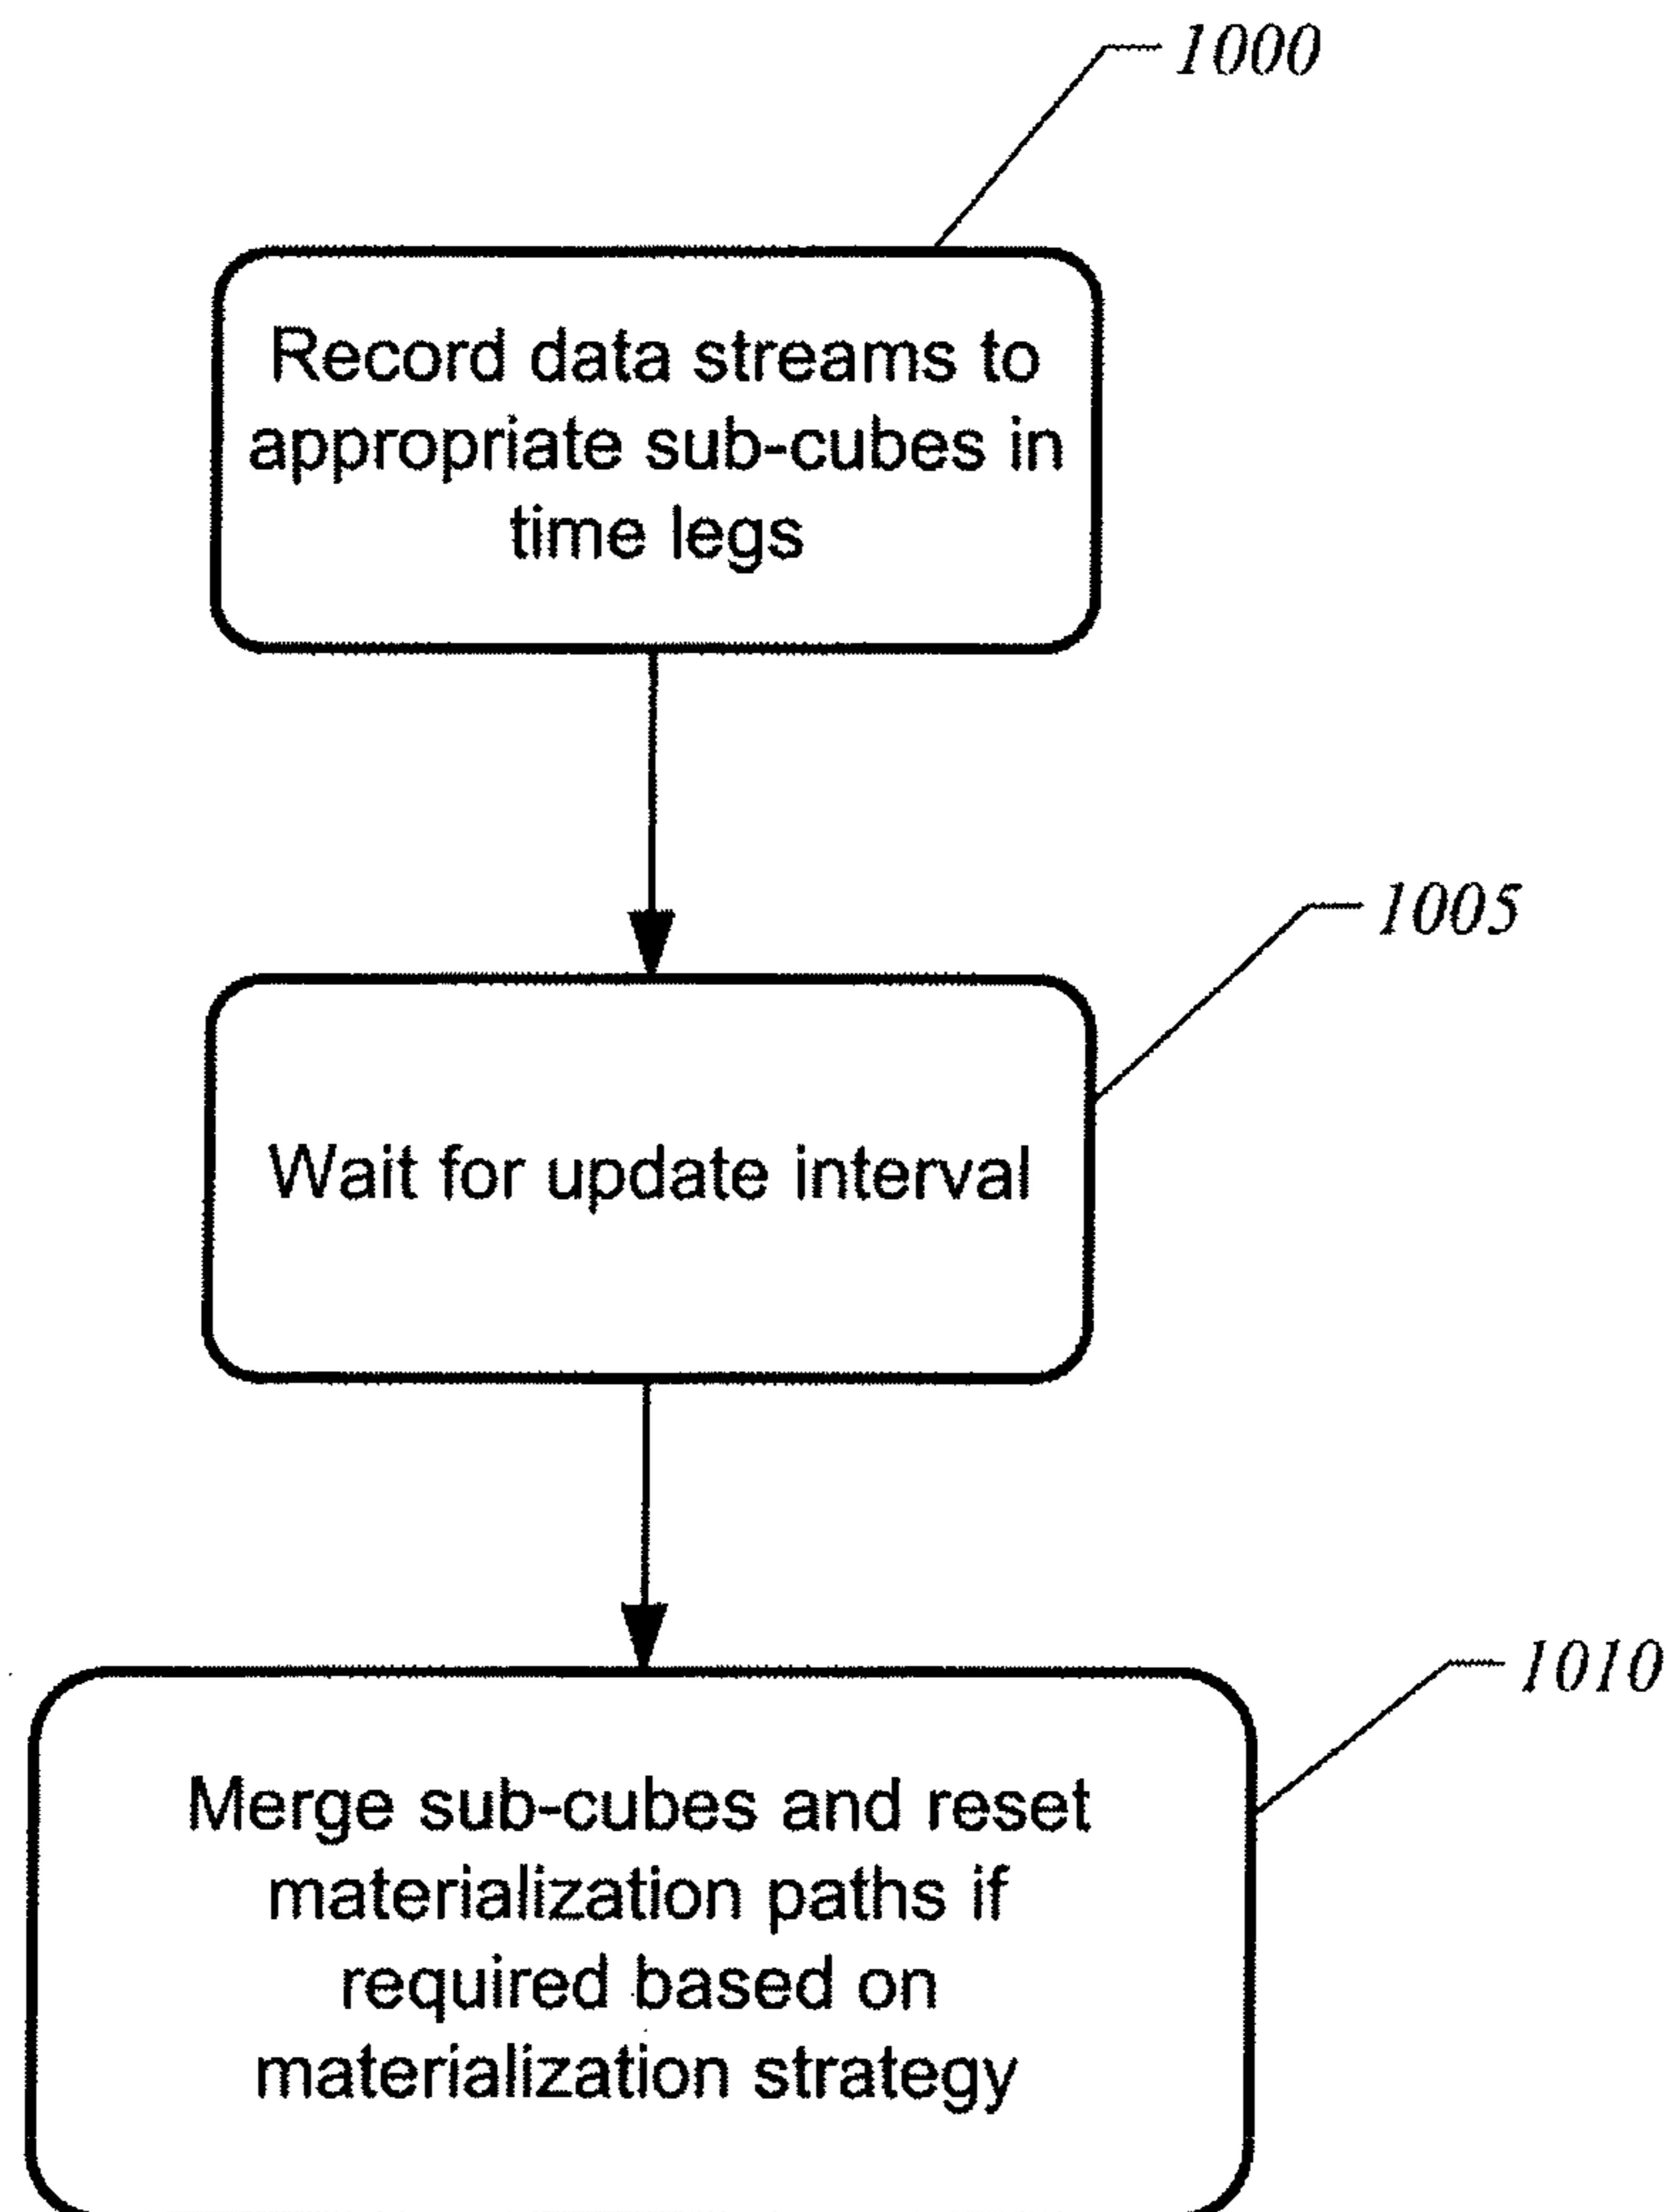 1000
Record data streams to
appropriate sub-cubes in
time legs
1005
Wait for update interval
1010
Merge sub-cubes and reset
materialization paths if
required based on
materialization strategy